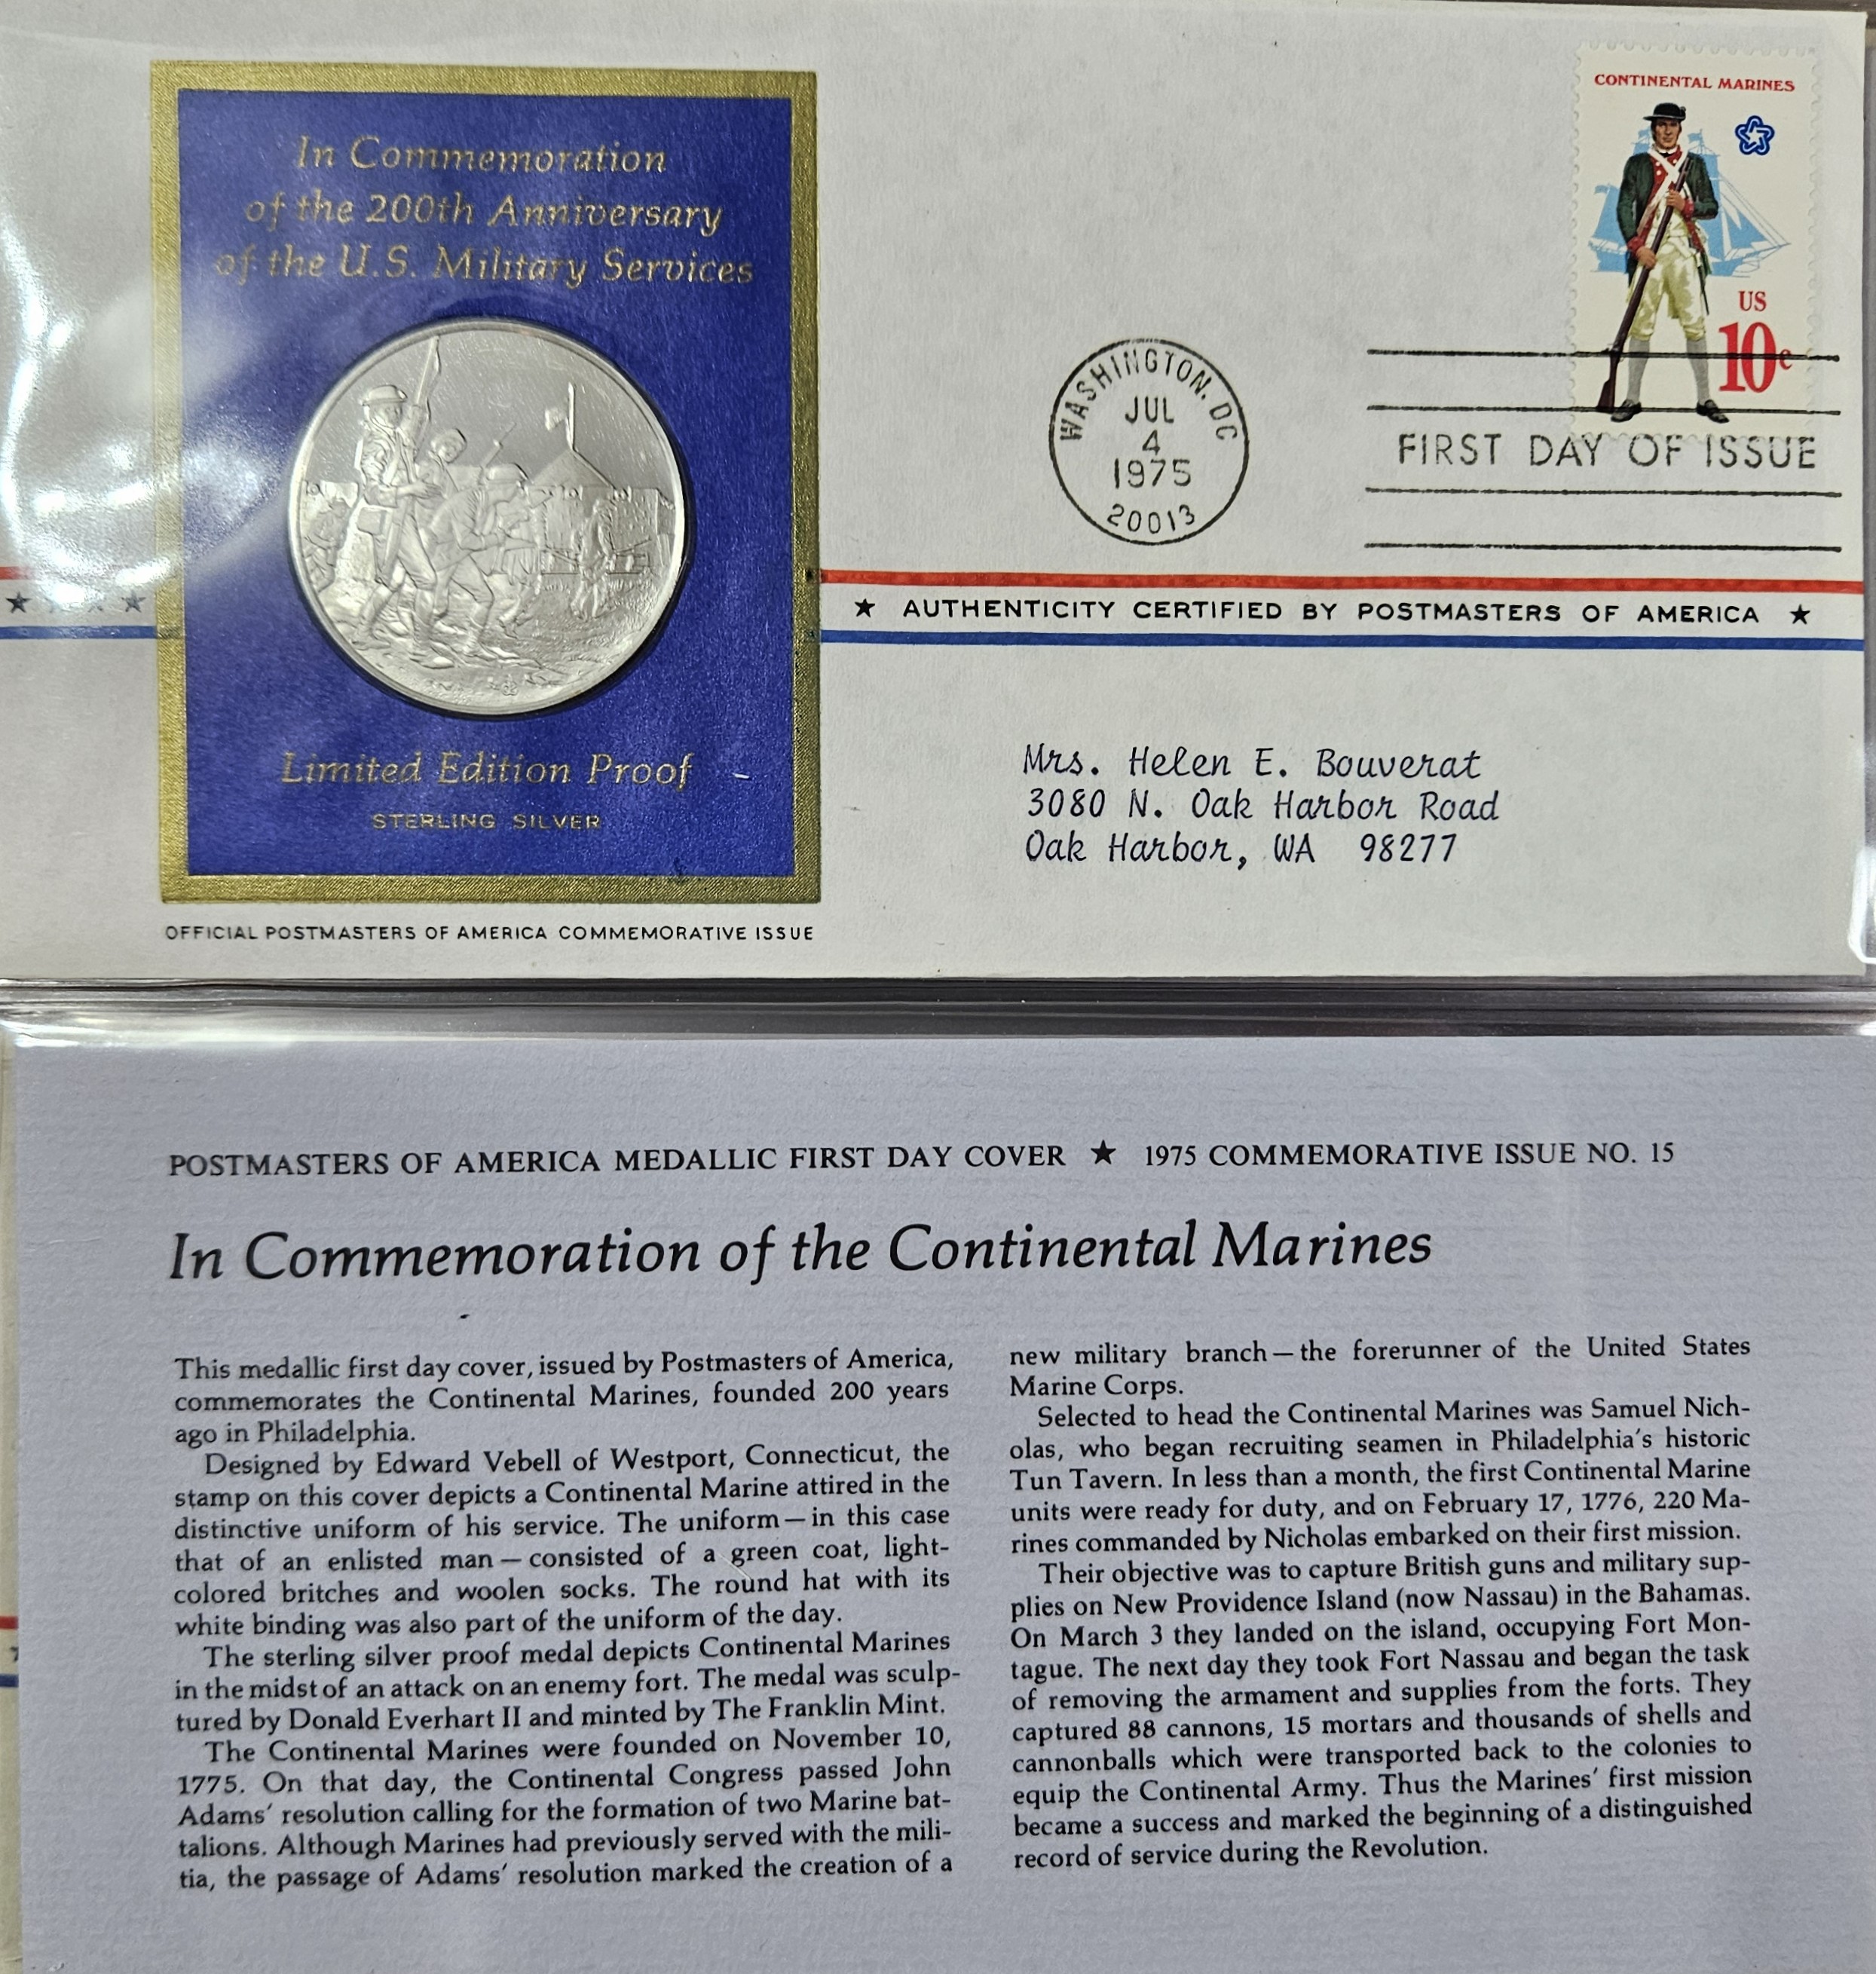 In Commemoration
of the 200th Anniversary
of the U.S. Military Services
Limited Edition Proof
STERLING SILVER
OFFICIAL POSTMASTERS OF AMERICA COMMEMORATIVE ISSUE
CONTINENTAL MARINES
US
10c
WASHINGTON, DC
JUL
4
1975
20013
FIRST DAY OF ISSUE
★ AUTHENTICITY CERTIFIED BY POSTMASTERS OF AMERICA ★
Mrs. Helen E. Bouverat
3080 N. Oak Harbor Road
Oak Harbor, WA 98277
POSTMASTERS OF AMERICA MEDALLIC FIRST DAY COVER ★ 1975 COMMEMORATIVE ISSUE NO. 15
In Commemoration of the Continental Marines
This medallic first day cover, issued by Postmasters of America,
commemorates the Continental Marines, founded 200 years
ago in Philadelphia.
Designed by Edward Vebell of Westport, Connecticut, the
stamp on this cover depicts a Continental Marine attired in the
distinctive uniform of his service. The uniform—in this case
that of an enlisted man—consisted of a green coat, light-
colored britches and woolen socks. The round hat with its
white binding was also part of the uniform of the day.
The sterling silver proof medal depicts Continental Marines
in the midst of an attack on an enemy fort. The medal was sculp-
tured by Donald Everhart II and minted by The Franklin Mint.
The Continental Marines were founded on November 10,
1775. On that day, the Continental Congress passed John
Adams' resolution calling for the formation of two Marine bat-
talions. Although Marines had previously served with the mili-
tia, the passage of Adams' resolution marked the creation of a
new military branch—the forerunner of the United States
Marine Corps.
Selected to head the Continental Marines was Samuel Nich-
olas, who began recruiting seamen in Philadelphia's historic
Tun Tavern. In less than a month, the first Continental Marine
units were ready for duty, and on February 17, 1776, 220 Ma-
rines commanded by Nicholas embarked on their first mission.
Their objective was to capture British guns and military sup-
plies on New Providence Island (now Nassau) in the Bahamas.
On March 3 they landed on the island, occupying Fort Mon-
tague. The next day they took Fort Nassau and began the task
of removing the armament and supplies from the forts. They
captured 88 cannons, 15 mortars and thousands of shells and
cannonballs which were transported back to the colonies to
equip the Continental Army. Thus the Marines' first mission
became a success and marked the beginning of a distinguished
record of service during the Revolution.